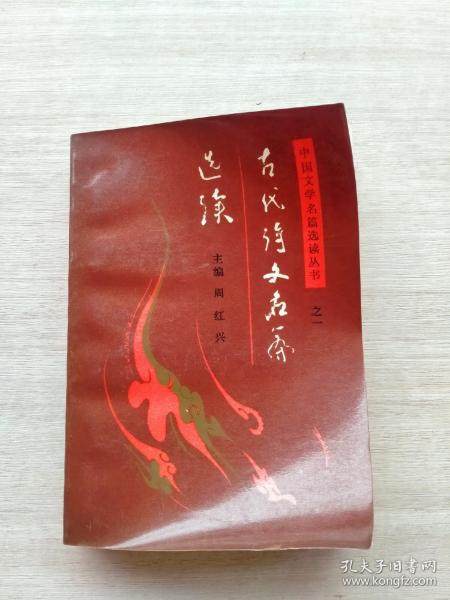 中国文学名篇选读丛书
之一
古代诗文名篇
选读
主编 周红兴
孔夫子旧书网
www.kongfz.com